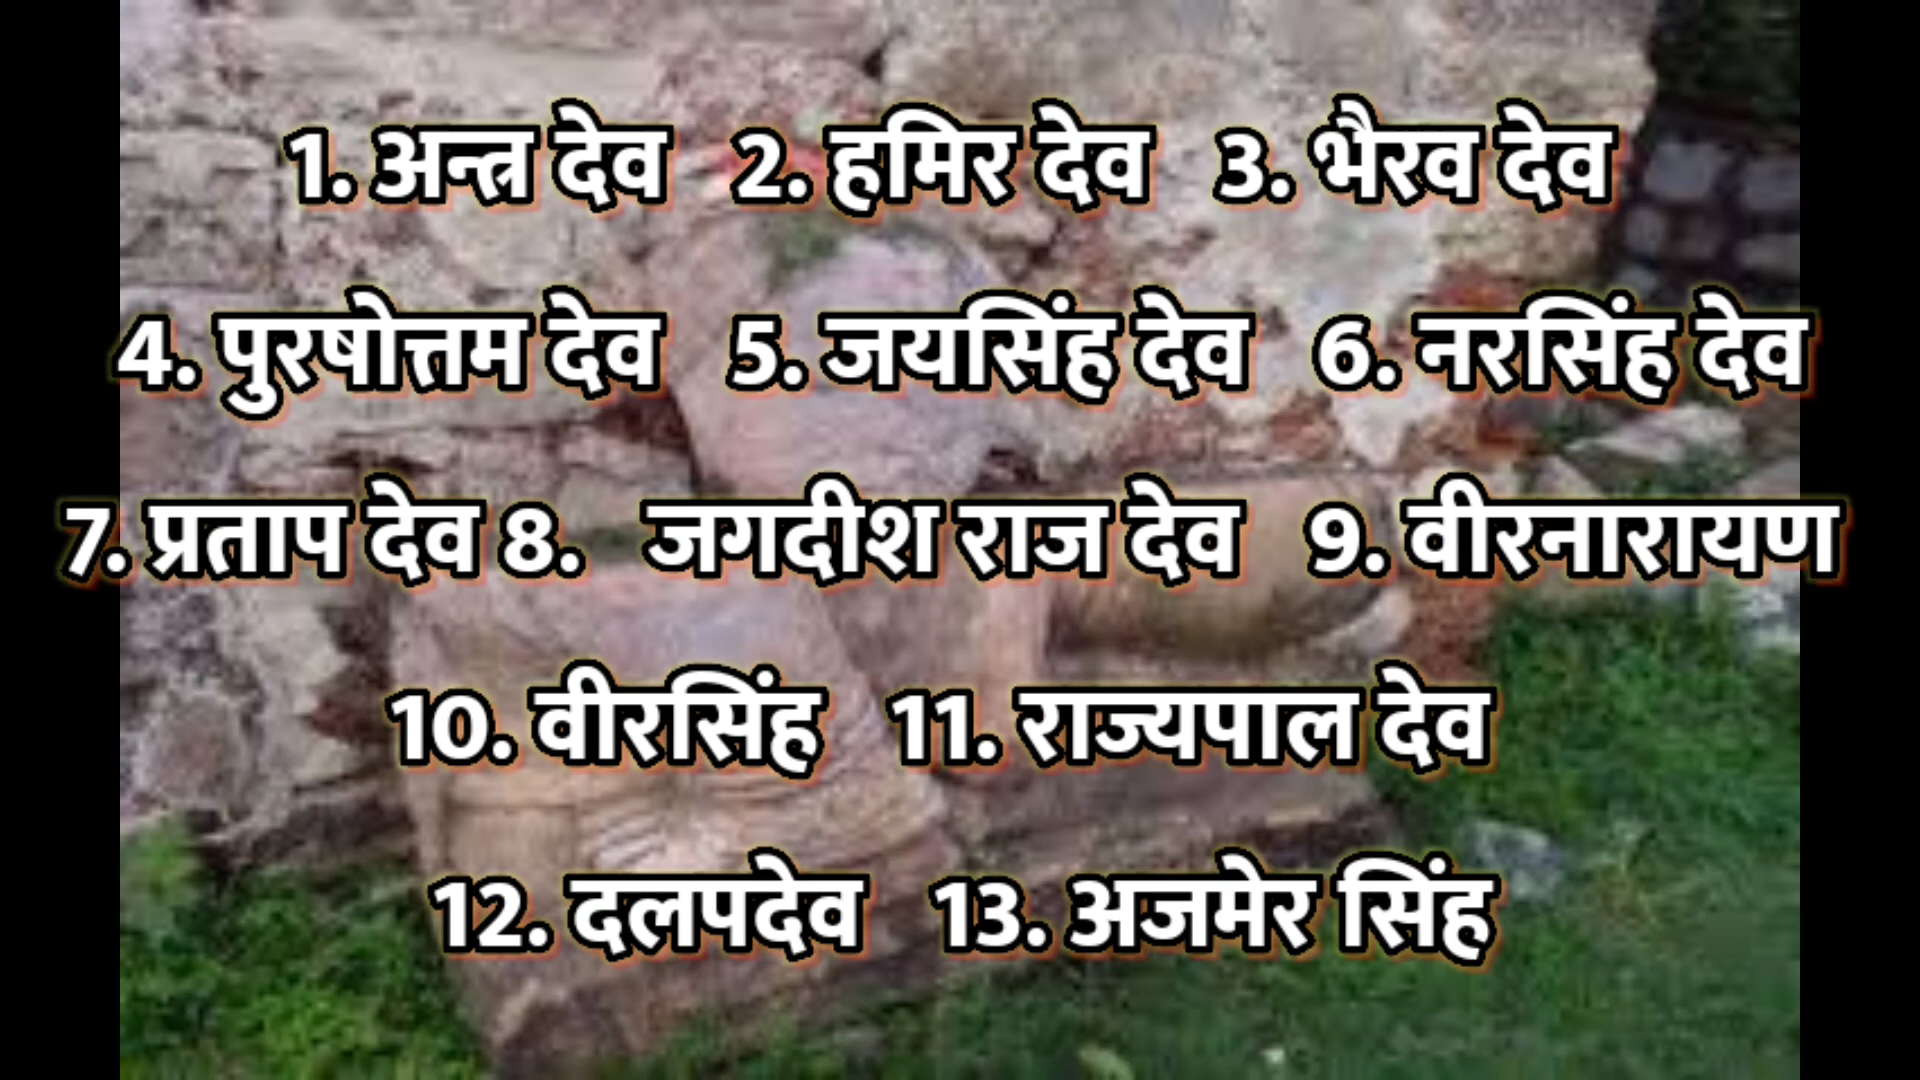 1. अन्त्र देव 2. हमिर देव 3. भैरव देव
4. पुरषोत्तम देव 5. जयसिंह देव 6. नरसिंह देव
7. प्रताप देव 8. जगदीश राज देव 9. वीरनारायण
10. वीरसिंह 11. राज्यपाल देव
12. दलपदेव 13. अजमेर सिंह